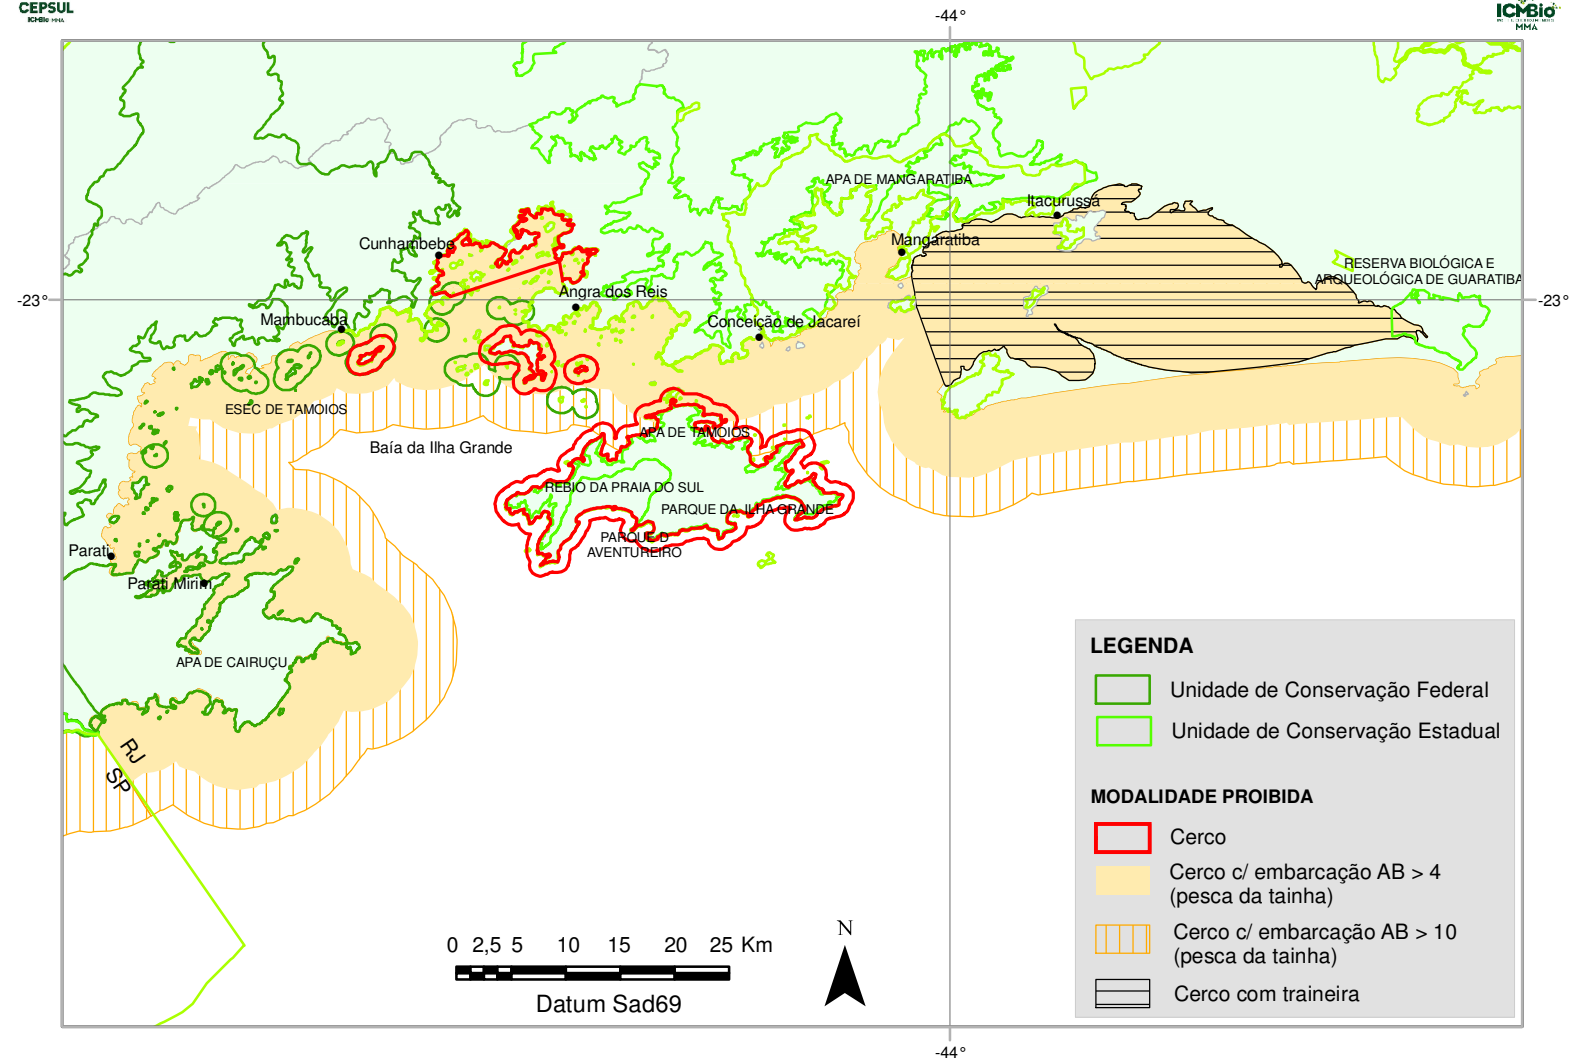 CEPSUL
ICMBio MMA
ICMBio
MMA
-44°
APA DE MANGARATIBA
Itacurussá
Cunhambebe
Mangaratiba
RESERVA BIOLÓGICA E
ARQUEOLÓGICA DE GUARATIBA
-23°
-23°
Angra dos Reis
Mambucaba
Conceição de Jacareí
ESEC DE TAMOIOS
APA DE TAMOIOS
Baía da Ilha Grande
REBIO DA PRAIA DO SUL
PARQUE DA ILHA GRANDE
PARQUE D
AVENTUREIRO
Parati
Parati Mirim
APA DE CAIRUÇU
RJ
SP
LEGENDA
Unidade de Conservação Federal
Unidade de Conservação Estadual
MODALIDADE PROIBIDA
Cerco
Cerco c/ embarcação AB > 4
(pesca da tainha)
Cerco c/ embarcação AB > 10
(pesca da tainha)
Cerco com traineira
N
0 2,5 5 10 15 20 25 Km
Datum Sad69
-44°